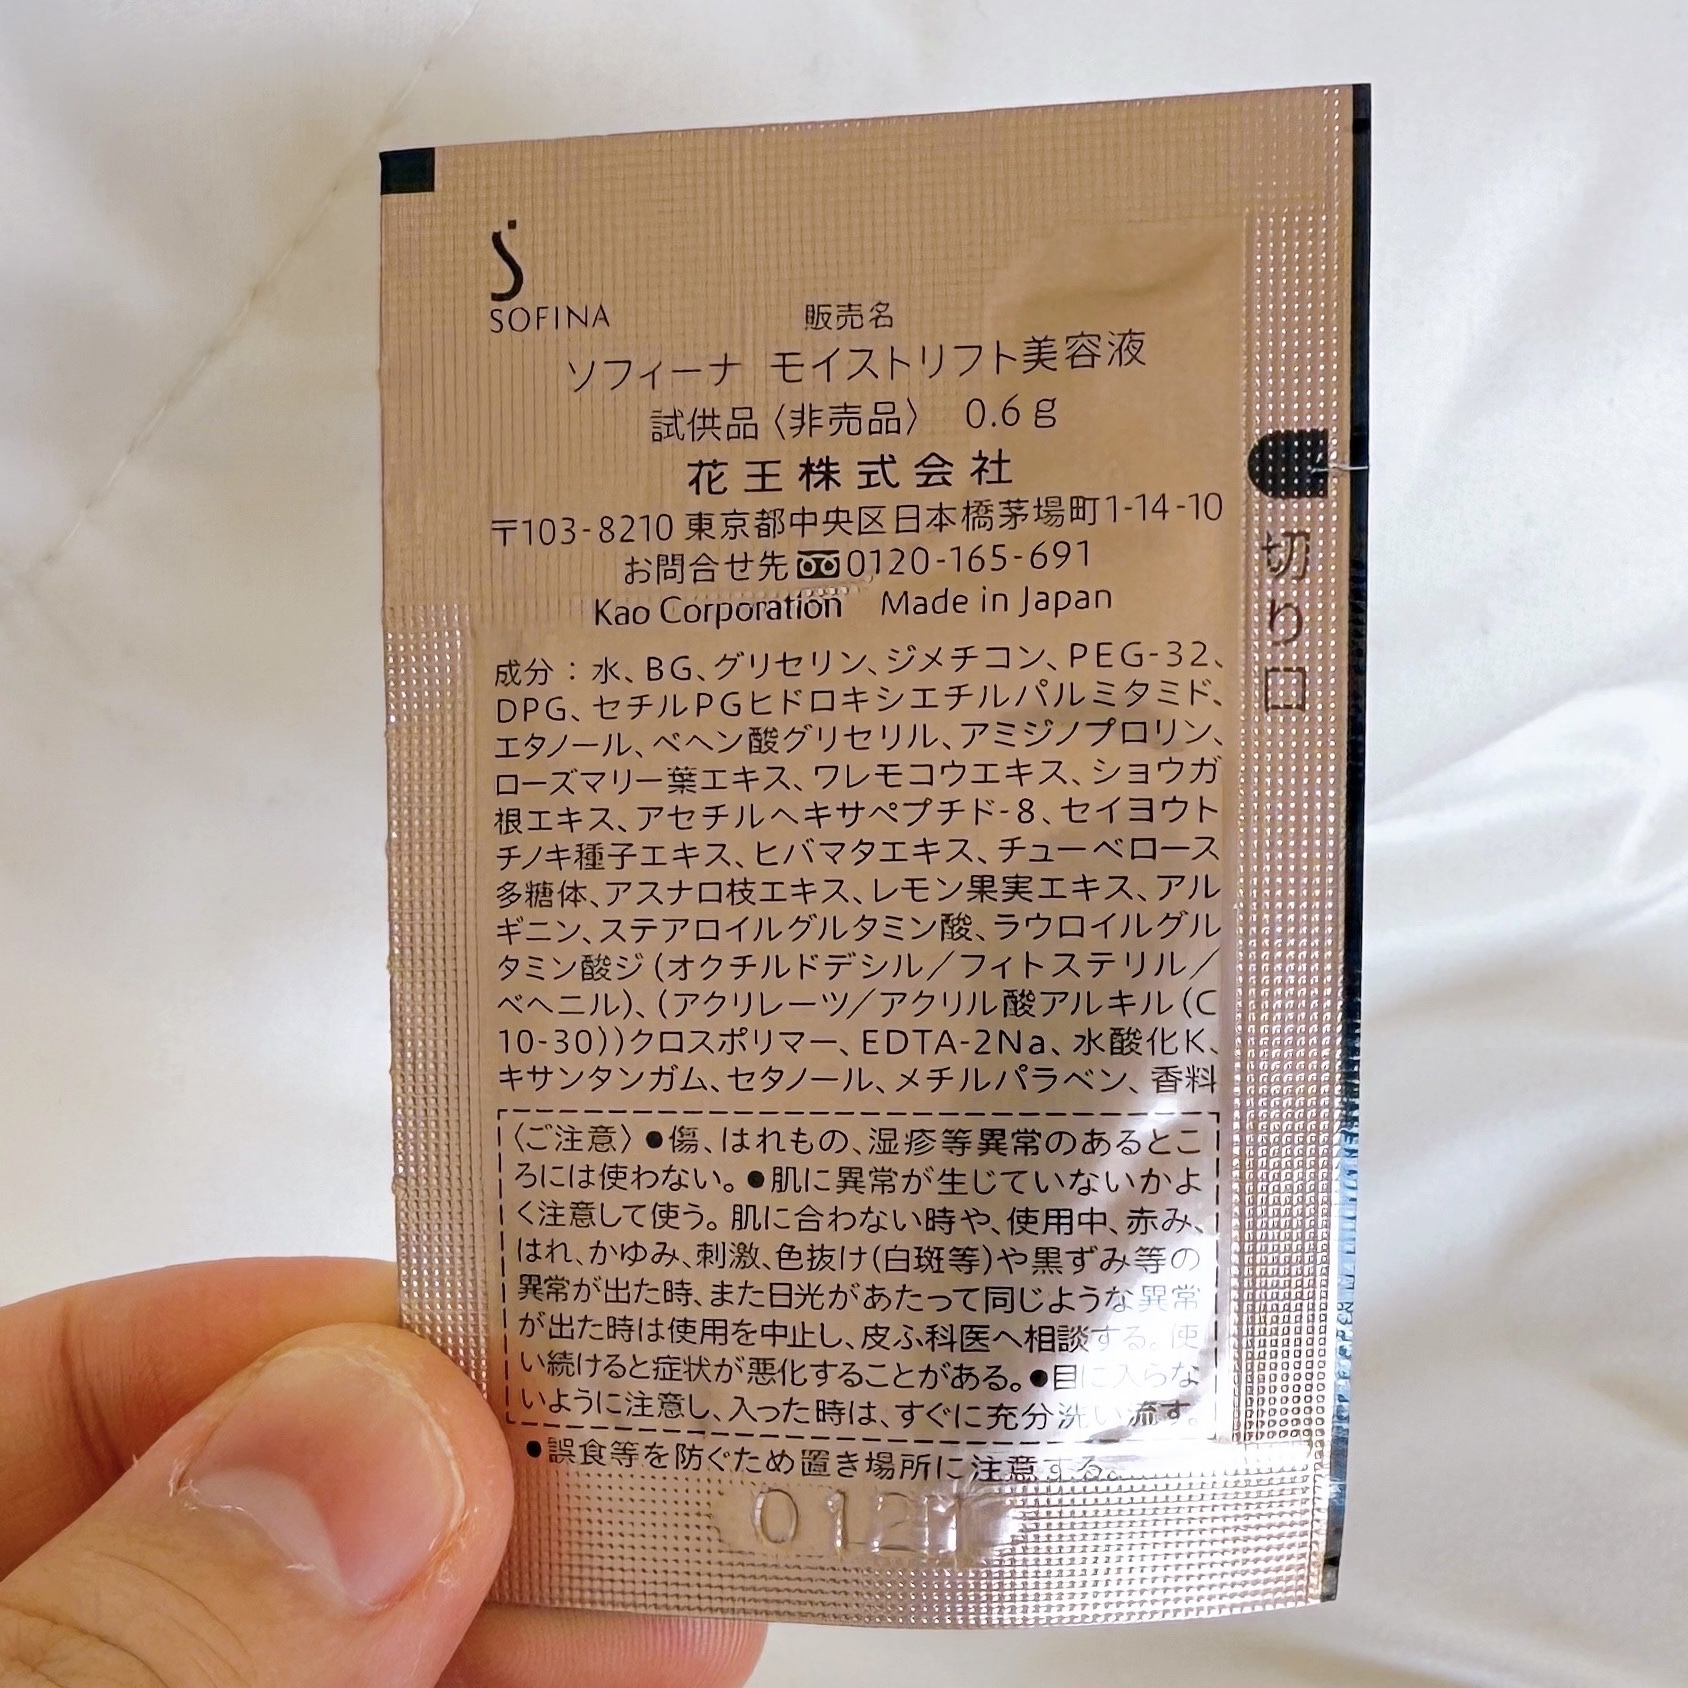 SOFINA
販売名
ソフィーナ モイストリフト美容液
試供品〈非売品〉 0.6g
花王株式会社
〒103-8210 東京都中央区日本橋茅場町1-14-10
お問合せ先 0120-165-691
Kao Corporation Made in Japan
切り口
成分：水、BG、グリセリン、ジメチコン、PEG-32、
DPG、セチルPGヒドロキシエチルパルミタミド、
エタノール、ベヘン酸グリセリル、アミジノプロリン、
ローズマリー葉エキス、ワレモコウエキス、ショウガ
根エキス、アセチルヘキサペプチド-8、セイヨウト
チノキ種子エキス、ヒバマタエキス、チューベロース
多糖体、アスナロ枝エキス、レモン果実エキス、アル
ギニン、ステアロイルグルタミン酸、ラウロイルグル
タミン酸ジ(オクチルドデシル／フィトステリル／
ベヘニル)、(アクリレーツ／アクリル酸アルキル(C
10-30))クロスポリマー、EDTA-2Na、水酸化K、
キサンタンガム、セタノール、メチルパラベン、香料
〈ご注意〉●傷、はれもの、湿疹等異常のあるとこ
ろには使わない。●肌に異常が生じていないかよ
く注意して使う。肌に合わない時や、使用中、赤み、
はれ、かゆみ、刺激、色抜け(白斑等)や黒ずみ等の
異常が出た時、また日光があたって同じような異常
が出た時は使用を中止し、皮ふ科医へ相談する。使
い続けると症状が悪化することがある。●目に入らな
いように注意し、入った時は、すぐに充分洗い流す。
●誤食等を防ぐため置き場所に注意する。